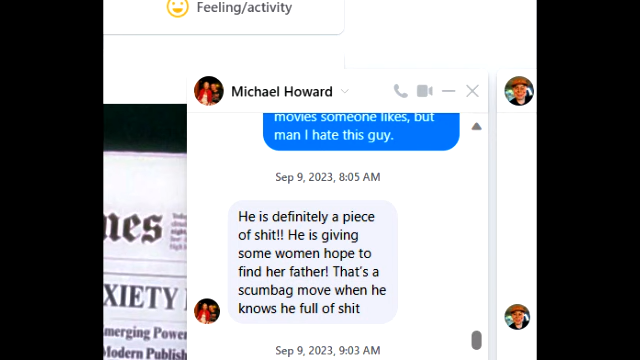 Feeling/activity
Michael Howard
movies someone likes, but
man I hate this guy.
Sep 9, 2023, 8:05 AM
He is definitely a piece
of shit!! He is giving
some women hope to
find her father! That's a
scumbag move when he
knows he full of shit
Sep 9, 2023, 9:03 AM
mes
XIETY
merging Power
Modern Publish